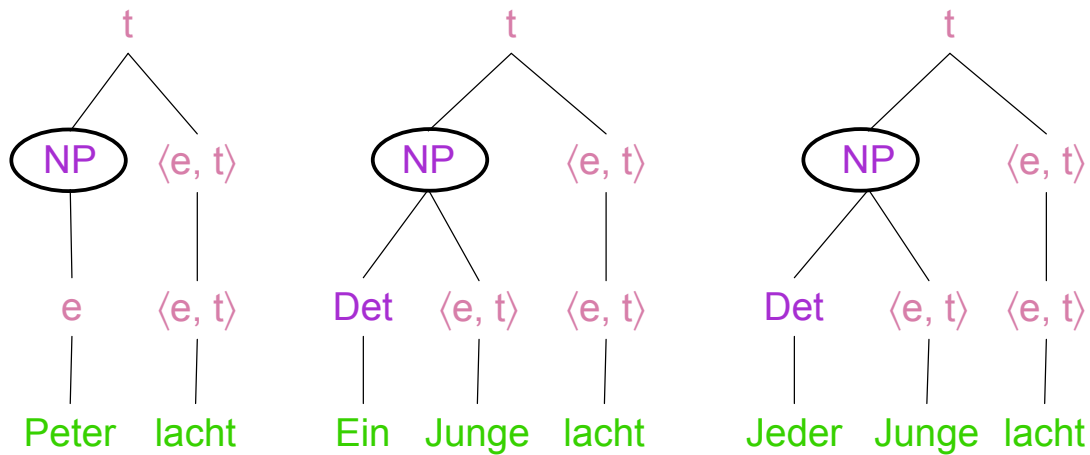 t t t
NP ⟨e, t⟩ NP ⟨e, t⟩ NP ⟨e, t⟩
e ⟨e, t⟩ Det ⟨e, t⟩ ⟨e, t⟩ Det ⟨e, t⟩ ⟨e, t⟩
Peter lacht Ein Junge lacht Jeder Junge lacht